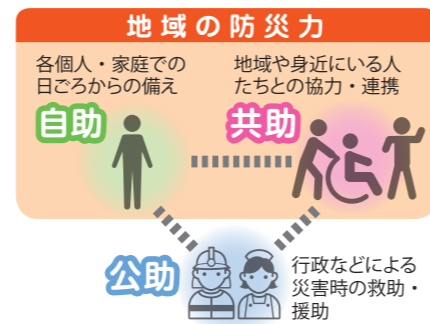 地域の防災力
各個人・家庭での
日ごろからの備え
自助
地域や身近にいる人
たちとの協力・連携
共助
公助
行政などによる
災害時の救助・
援助